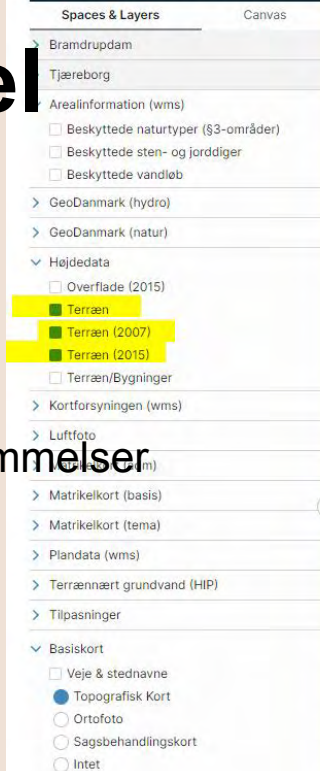 Spaces & Layers
Canvas
Bramdrupdam
el
Tjæreborg
Arealinformation (wms)
Beskyttede naturtyper (§3-områder)
Beskyttede sten- og jorddiger
Beskyttede vandløb
GeoDanmark (hydro)
GeoDanmark (natur)
Højdedata
Overflade (2015)
Terræn
Terræn (2007)
Terræn (2015)
Terræn/Bygninger
Kortforsyningen (wms)
Luftfoto
mmelser
Matrikelkort (basis)
Matrikelkort (tema)
Plandata (wms)
Terrænnært grundvand (HIP)
Tilpasninger
Basiskort
Veje & stednavne
Topografisk Kort
Ortofoto
Sagsbehandlingskort
Intet